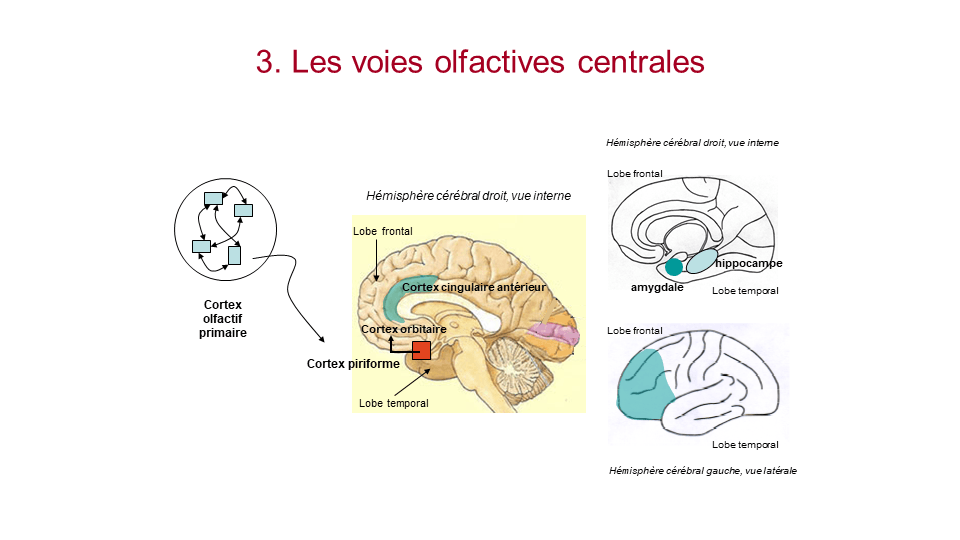 3. Les voies olfactives centrales
Hémisphère cérébral droit, vue interne
Lobe frontal
hippocampe
amygdale
Lobe temporal
Hémisphère cérébral droit, vue interne
Lobe frontal
Cortex cingulaire antérieur
Cortex orbitaire
Cortex piriforme
Lobe temporal
Cortex
olfactif
primaire
Lobe frontal
Lobe temporal
Hémisphère cérébral gauche, vue latérale